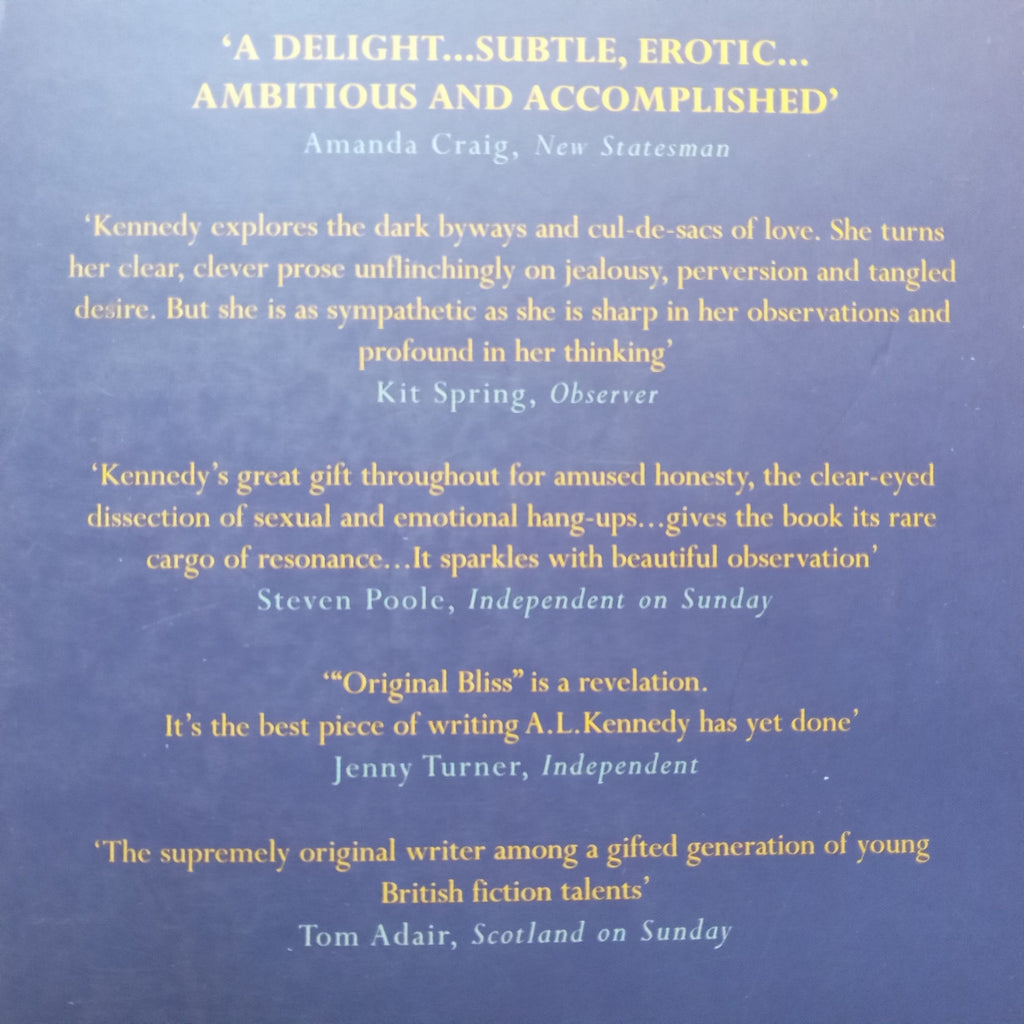 ‘A DELIGHT...SUBTLE, EROTIC...
AMBITIOUS AND ACCOMPLISHED’
Amanda Craig, New Statesman
‘Kennedy explores the dark byways and cul-de-sacs of love. She turns
her clear, clever prose unflinchingly on jealousy, perversion and tangled
desire. But she is as sympathetic as she is sharp in her observations and
profound in her thinking’
Kit Spring, Observer
‘Kennedy’s great gift throughout for amused honesty, the clear-eyed
dissection of sexual and emotional hang-ups...gives the book its rare
cargo of resonance...It sparkles with beautiful observation’
Steven Poole, Independent on Sunday
‘“Original Bliss” is a revelation.
It’s the best piece of writing A.L.Kennedy has yet done’
Jenny Turner, Independent
‘The supremely original writer among a gifted generation of young
British fiction talents’
Tom Adair, Scotland on Sunday